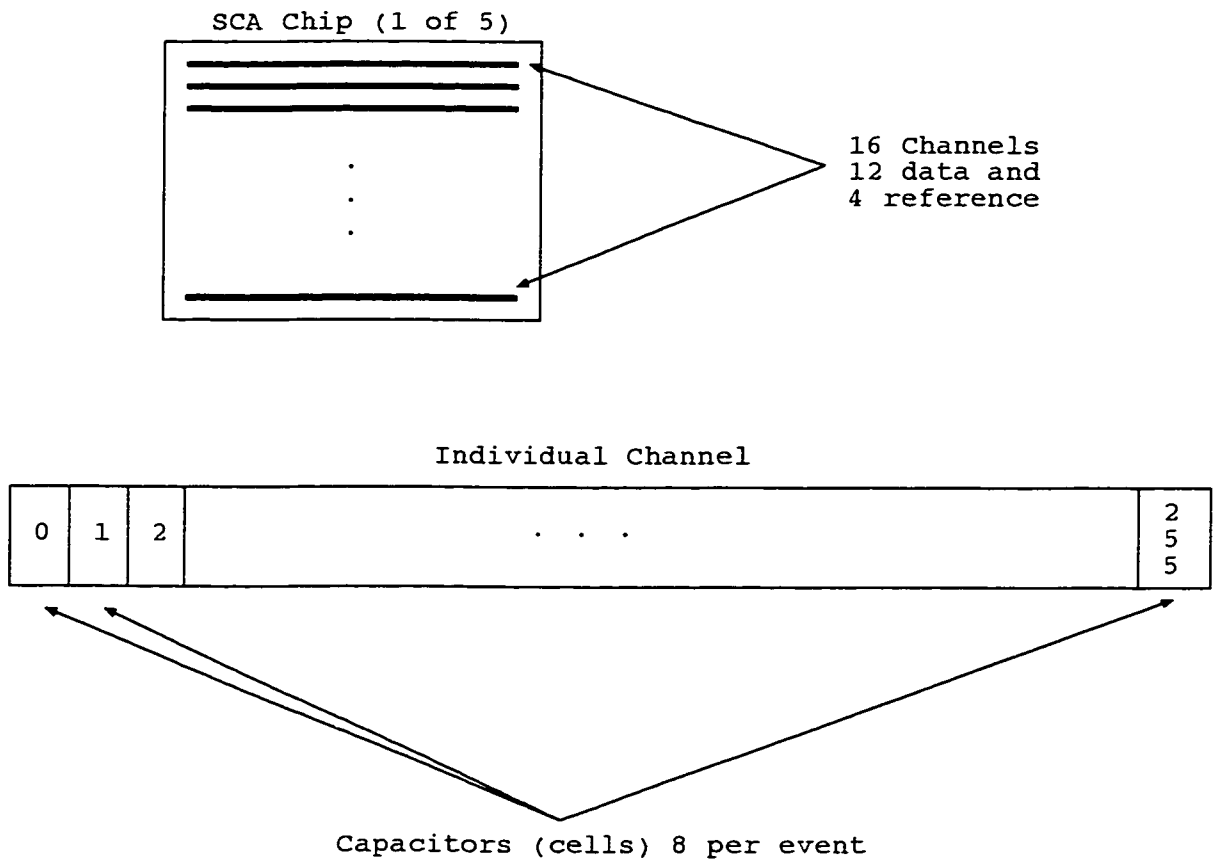 SCA Chip (1 of 5)
16 Channels
12 data and
4 reference
Individual Channel
0 1 2 . . . 2
5
5
Capacitors (cells) 8 per event